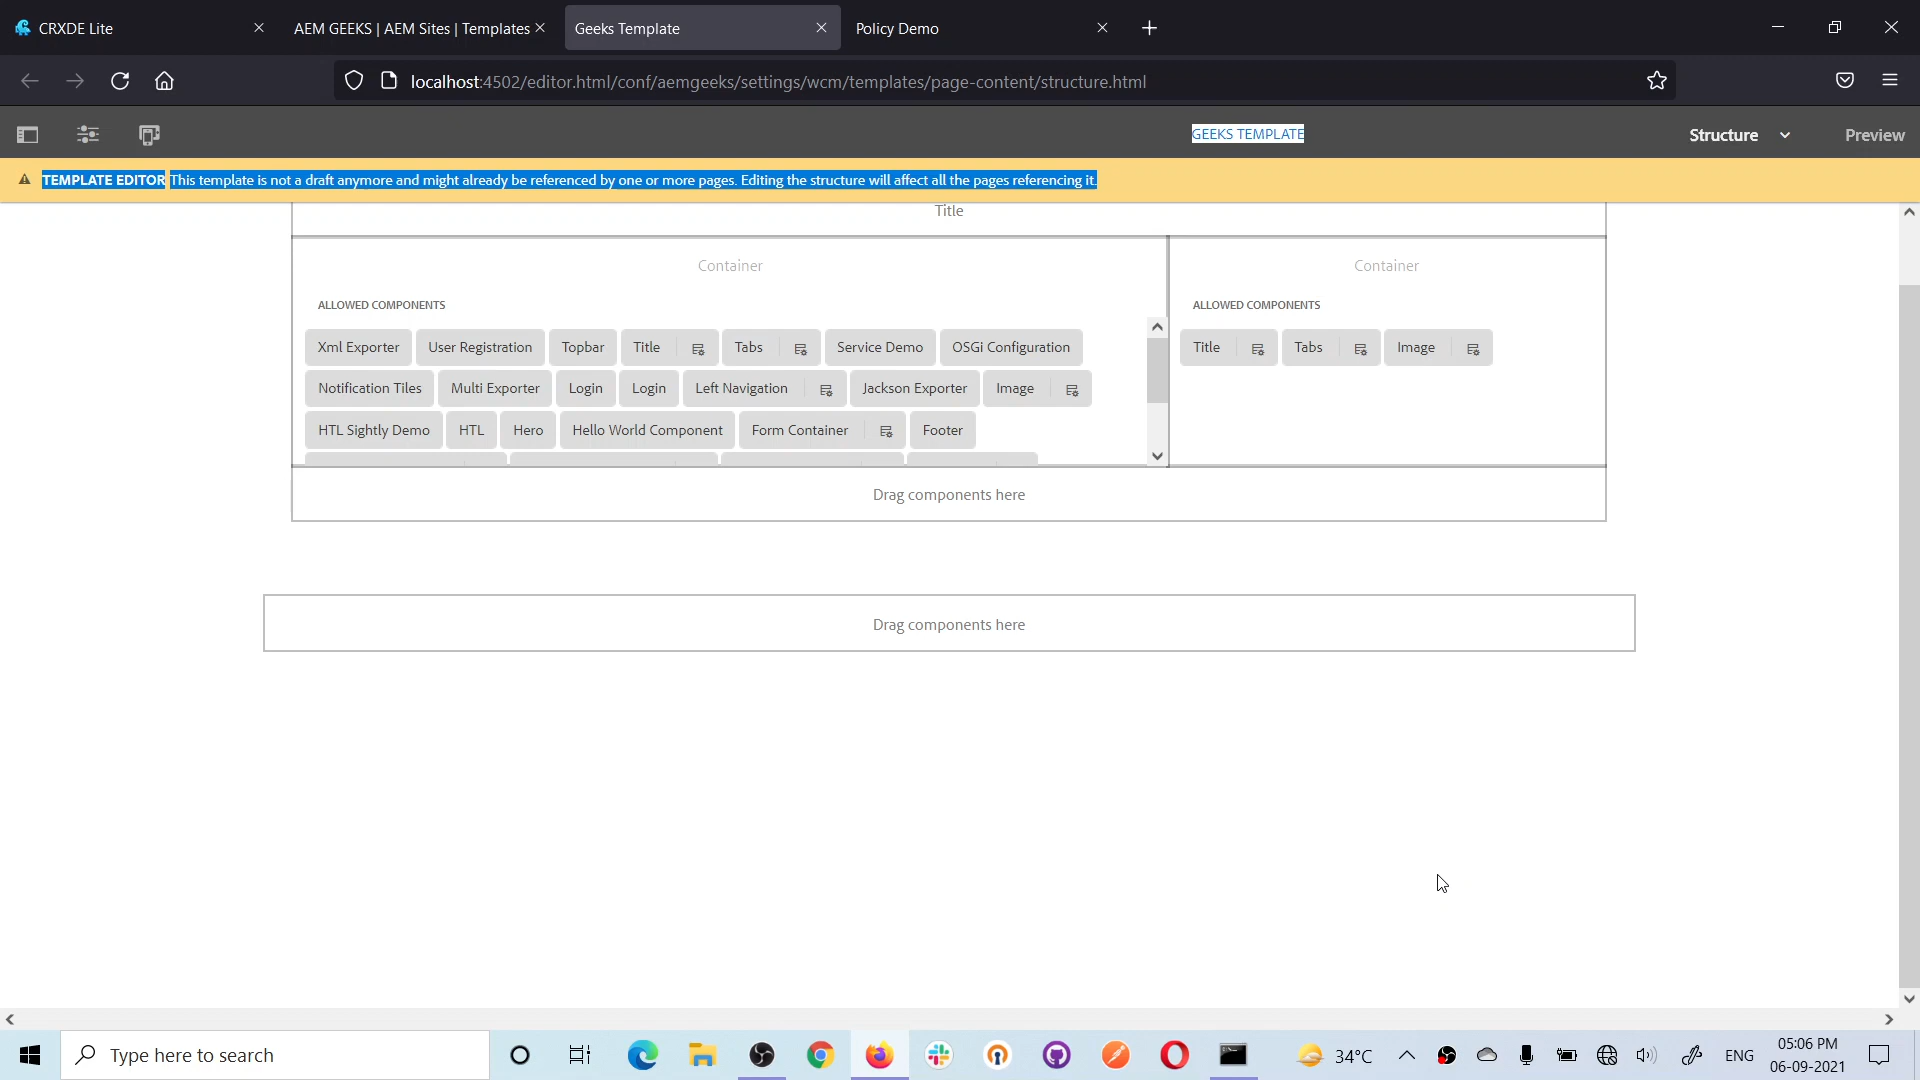 CRXDE Lite
AEM GEEKS | AEM Sites | Templates
Geeks Template
Policy Demo
localhost:4502/editor.html/conf/aemgeeks/settings/wcm/templates/page-content/structure.html
GEEKS TEMPLATE
Structure
Preview
TEMPLATE EDITOR This template is not a draft anymore and might already be referenced by one or more pages. Editing the structure will affect all the pages referencing it.
Title
Container
ALLOWED COMPONENTS
Xml Exporter User Registration Topbar Title Tabs Service Demo OSGi Configuration
Notification Tiles Multi Exporter Login Login Left Navigation Jackson Exporter Image
HTL Sightly Demo HTL Hero Hello World Component Form Container Footer
Container
ALLOWED COMPONENTS
Title Tabs Image
Drag components here
Drag components here
Type here to search
34°C
ENG
05:06 PM
06-09-2021